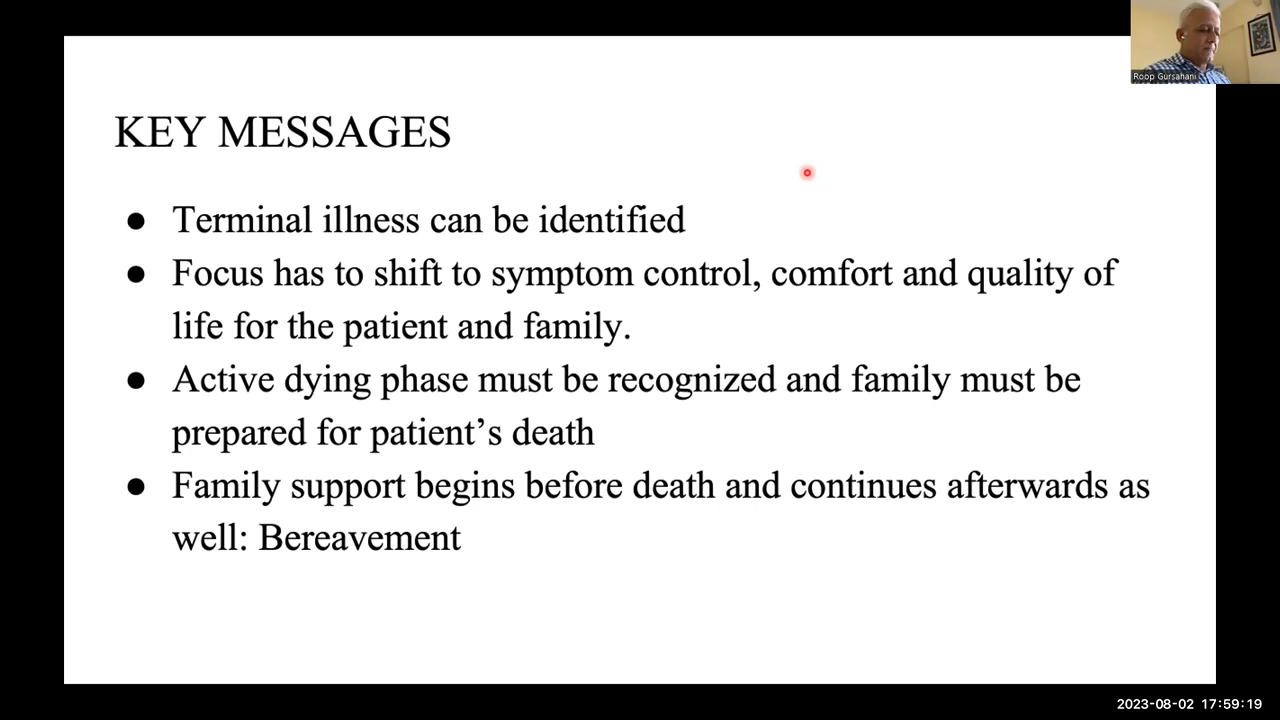 Roop Gursahani
KEY MESSAGES
● Terminal illness can be identified
● Focus has to shift to symptom control, comfort and quality of
life for the patient and family.
● Active dying phase must be recognized and family must be
prepared for patient’s death
● Family support begins before death and continues afterwards as
well: Bereavement
2023-08-02 17:59:19